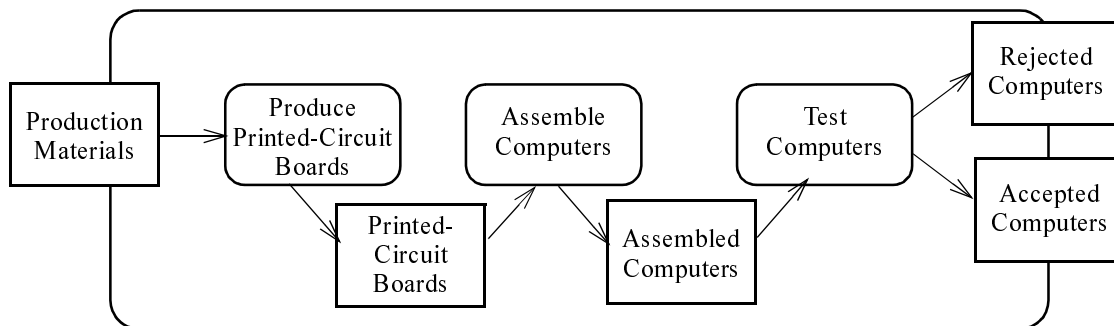 Production
Materials
Produce
Printed-Circuit
Boards
Printed-
Circuit
Boards
Assemble
Computers
Assembled
Computers
Test
Computers
Rejected
Computers
Accepted
Computers